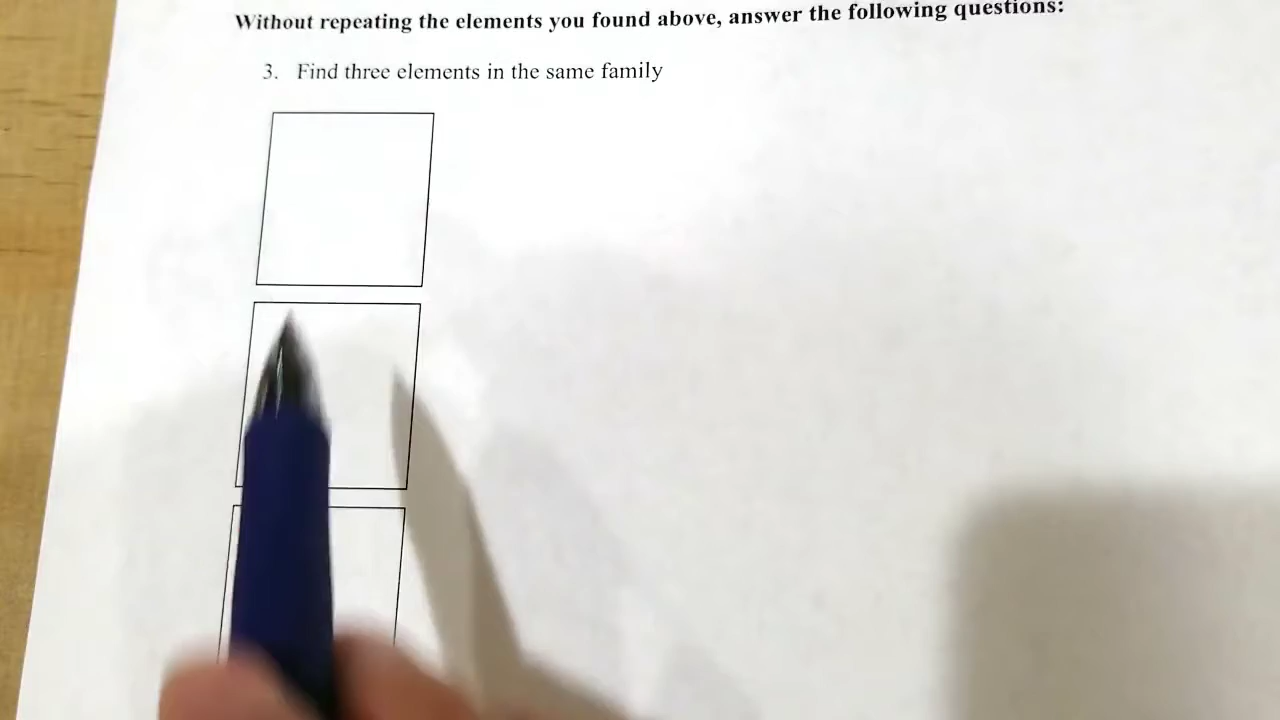 Without repeating the elements you found above, answer the following questions:
3. Find three elements in the same family